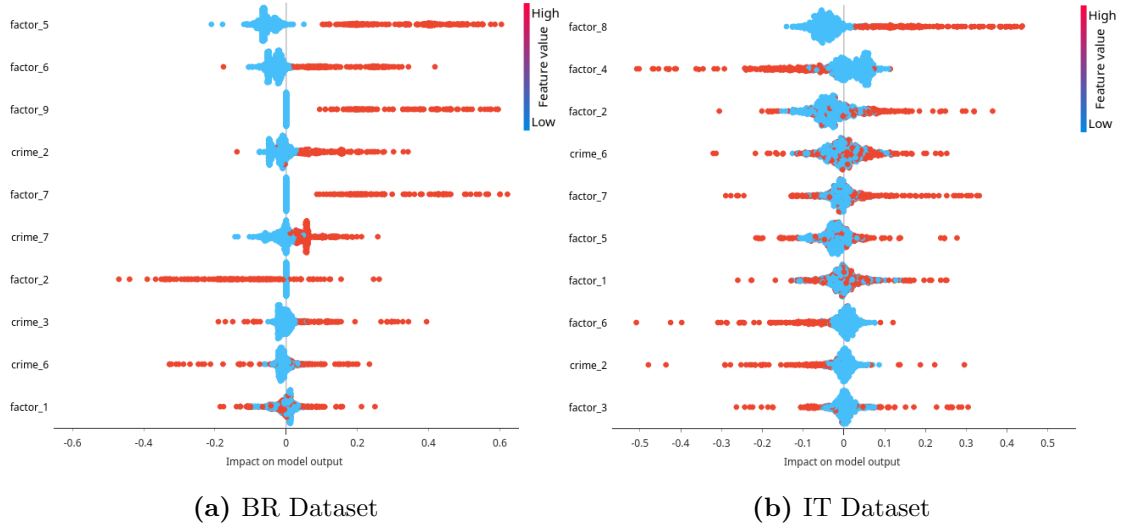 factor_5
factor_6
factor_9
crime_2
factor_7
crime_7
factor_2
crime_3
crime_6
factor_1
-0.6 -0.4 -0.2 0 0.2 0.4 0.6
Impact on model output
High
Feature value
Low
(a) BR Dataset
factor_8
factor_4
factor_2
crime_6
factor_7
factor_5
factor_1
factor_6
crime_2
factor_3
-0.5 -0.4 -0.3 -0.2 -0.1 0 0.1 0.2 0.3 0.4 0.5
Impact on model output
High
Feature value
Low
(b) IT Dataset